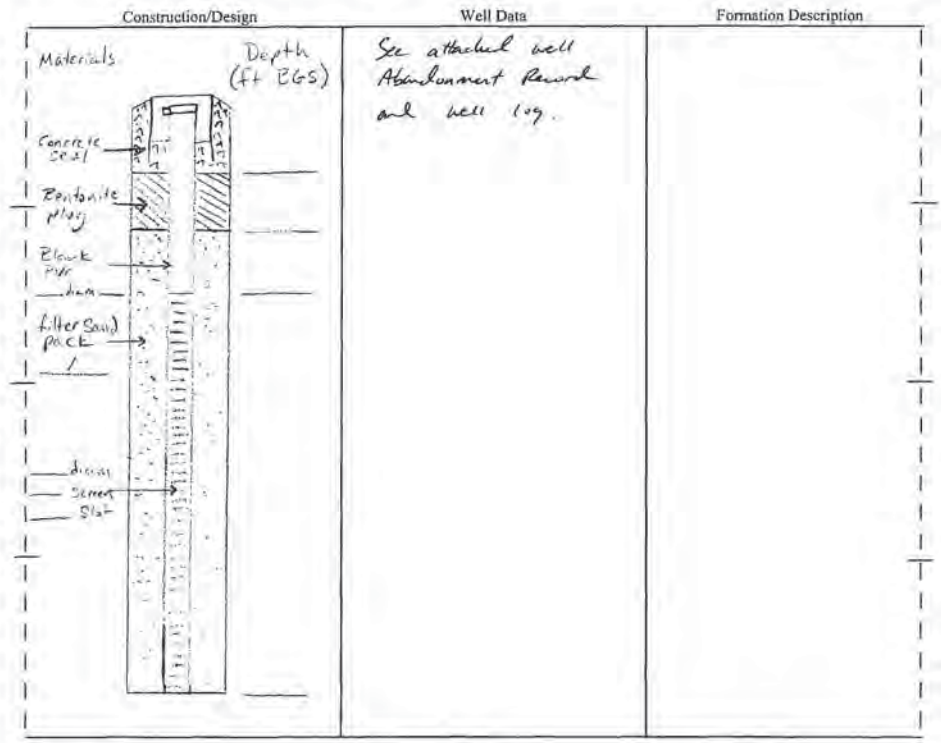 Construction/Design
Well Data
Formation Description
Materials
Depth
(ft BGS)
See attached well
Abandonment Record
and well log.
Concrete
seal
Bentonite
plug
Blank
PVC
diam
filter Sand
pack
/
diam
Screen
Slot